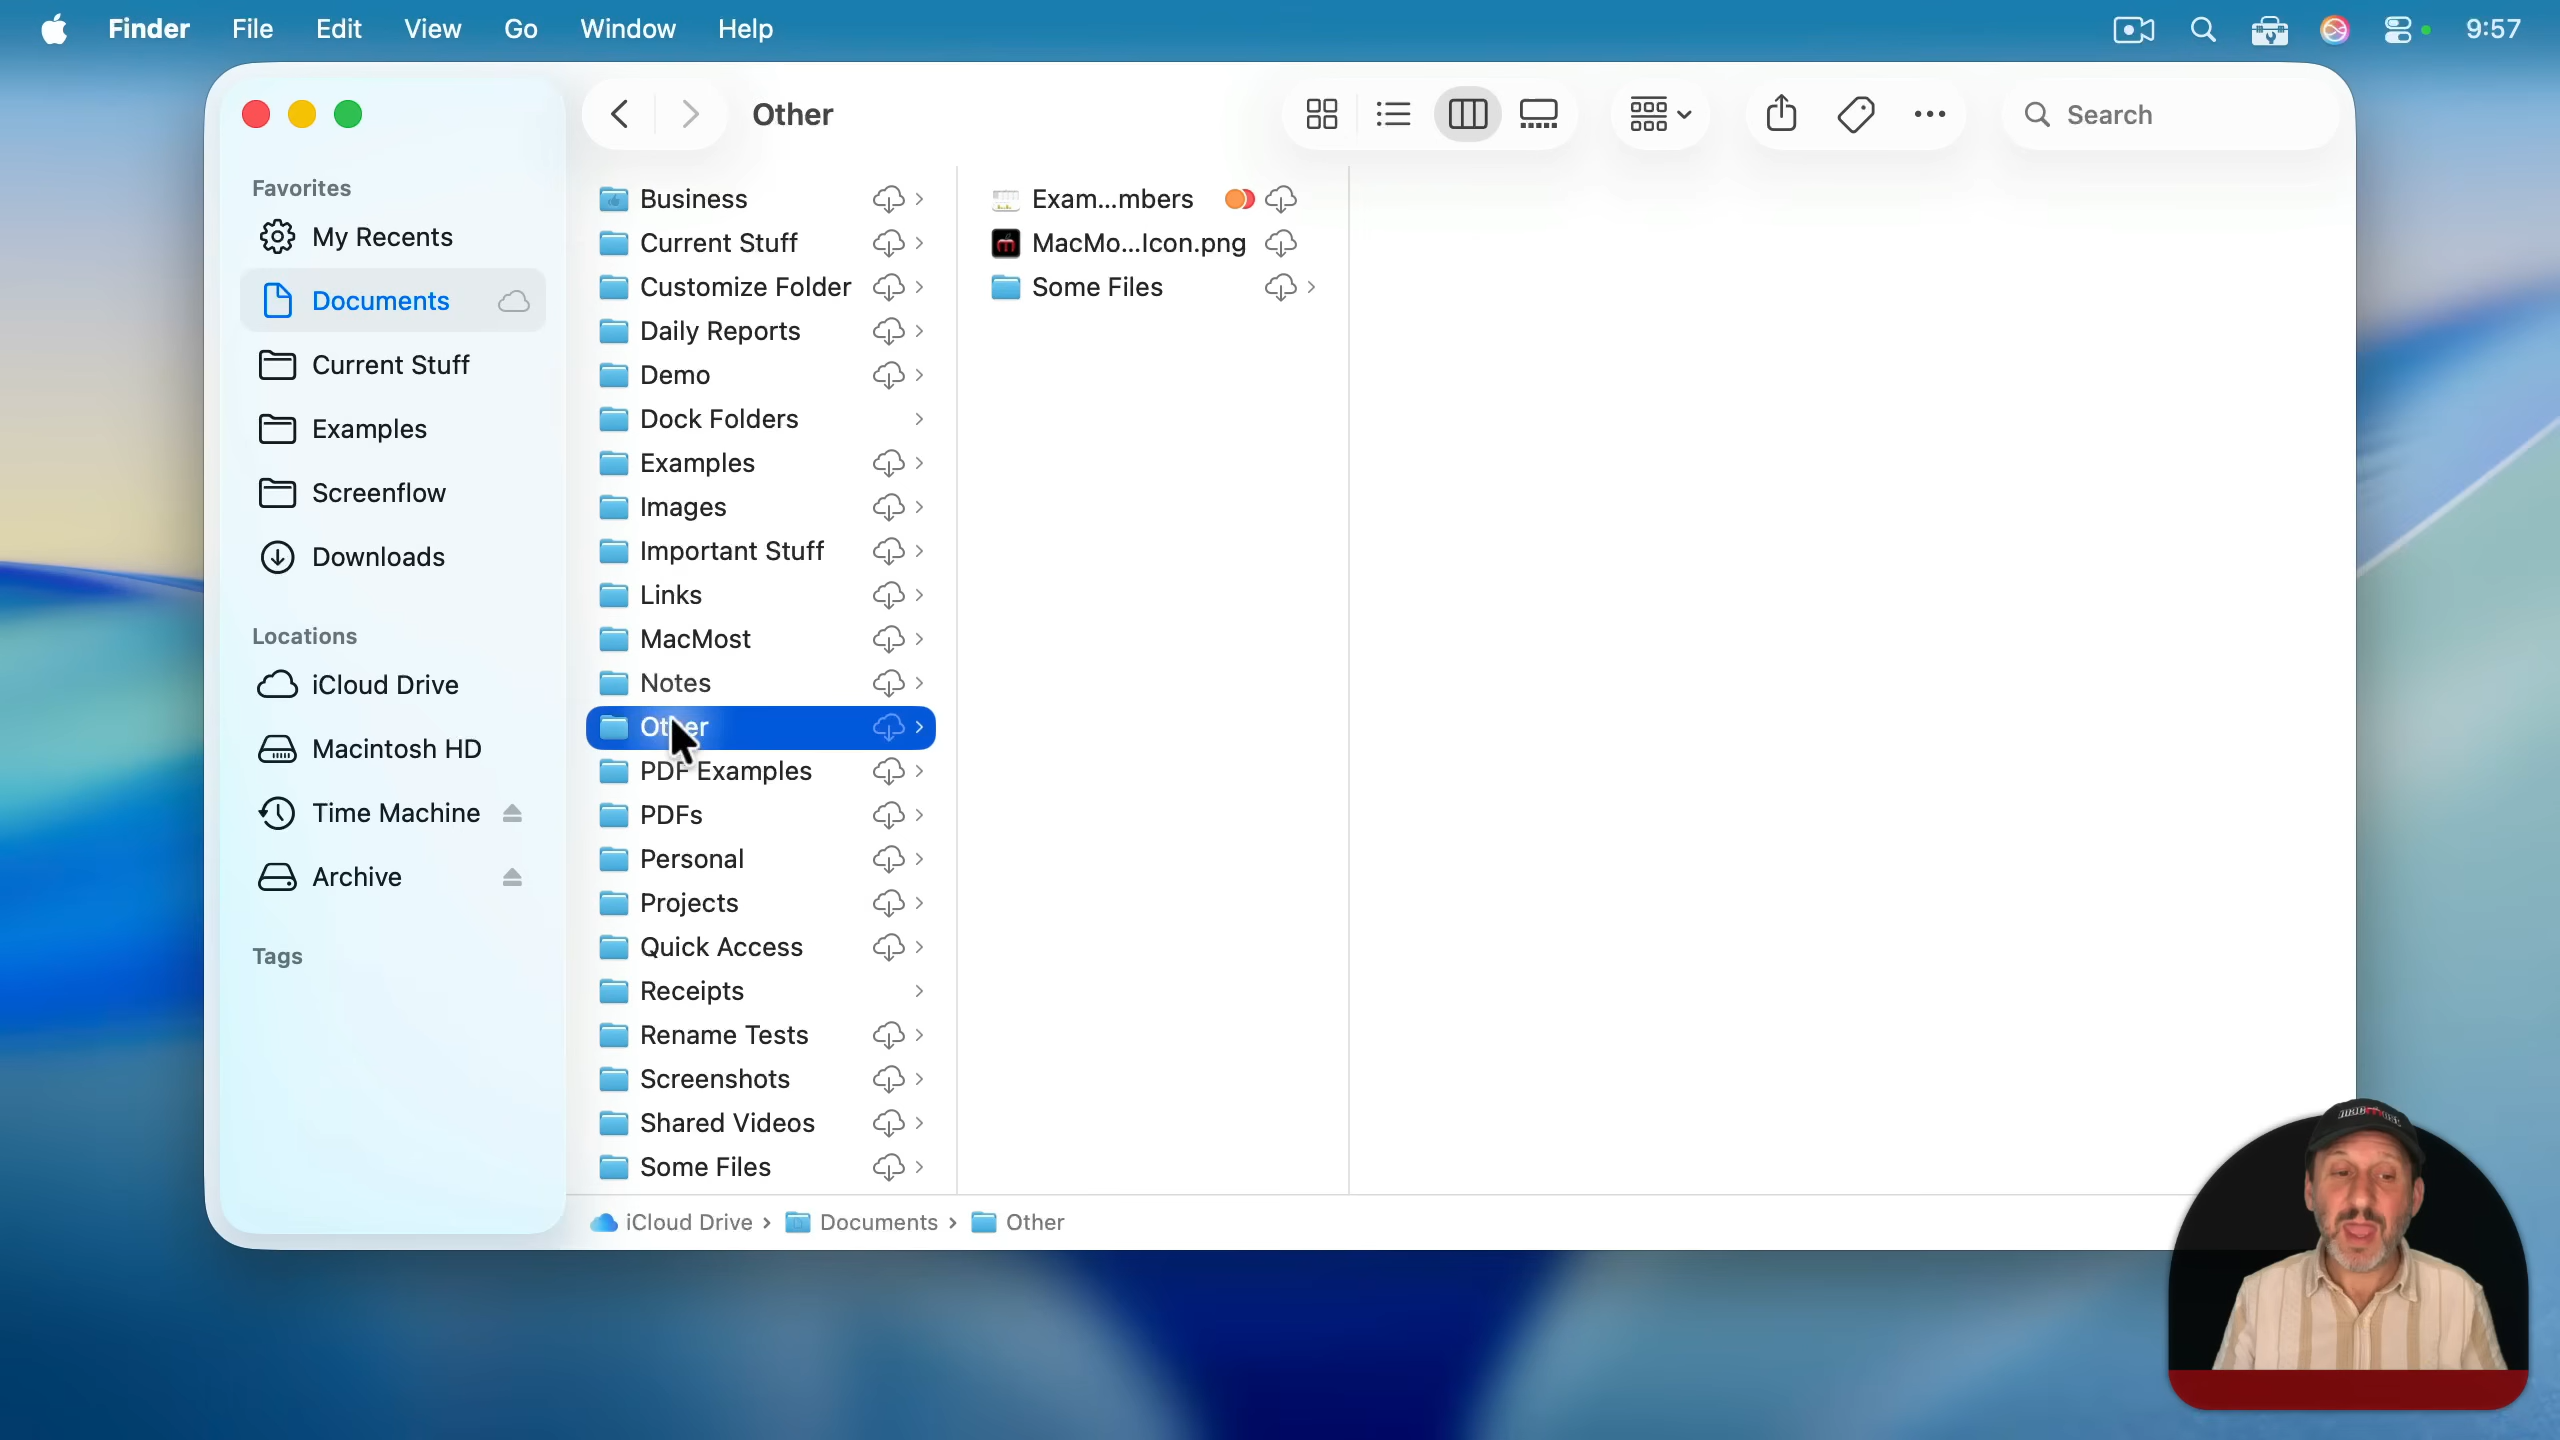 Finder File Edit View Go Window Help 9:57
Other
Search
Favorites
My Recents
Documents
Current Stuff
Examples
Screenflow
Downloads
Locations
iCloud Drive
Macintosh HD
Time Machine
Archive
Tags
Business
Current Stuff
Customize Folder
Daily Reports
Demo
Dock Folders
Examples
Images
Important Stuff
Links
MacMost
Notes
Other
PDF Examples
PDFs
Personal
Projects
Quick Access
Receipts
Rename Tests
Screenshots
Shared Videos
Some Files
Exam...mbers
MacMo...Icon.png
Some Files
iCloud Drive › Documents › Other